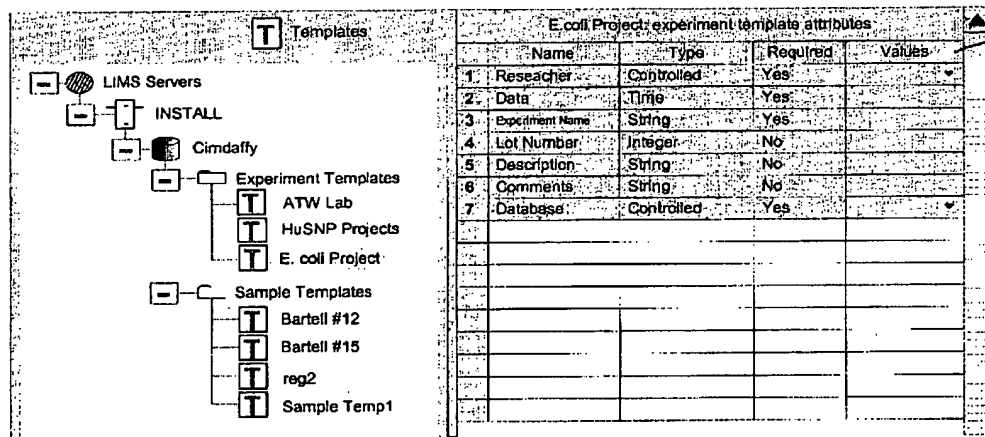 T Templates
LIMS Servers
INSTALL
Cimdaffy
Experiment Templates
T ATW Lab
T HuSNP Projects
T E. coli Project
Sample Templates
T Bartell #12
T Bartell #15
T reg2
T Sample Temp1
E.coli Project: experiment template attributes
Name Type Required Values
1 Reseacher Controlled Yes
2 Data Time Yes
3 Experiment Name String Yes
4 Lot Number Integer No
5 Description String No
6 Comments String No
7 Database Controlled Yes